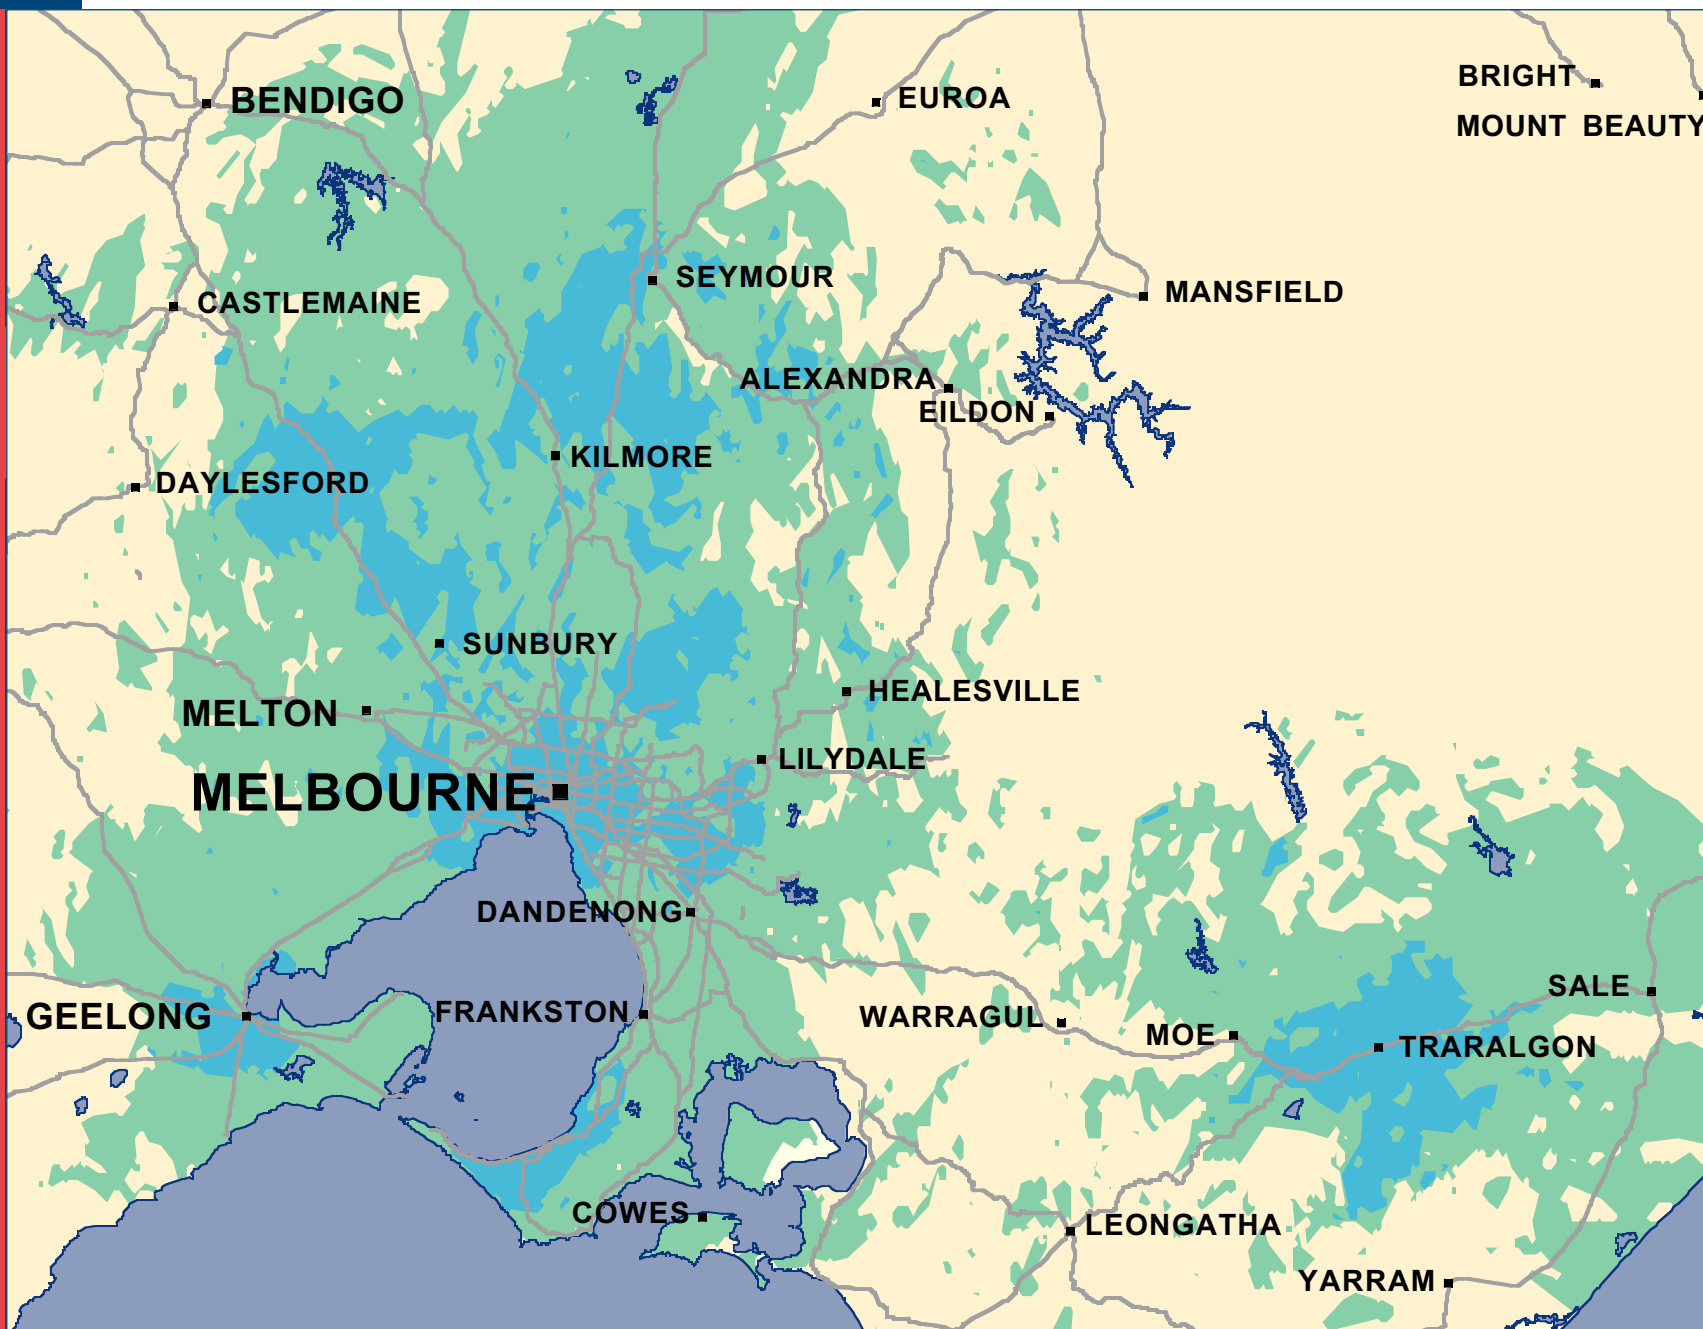 BRIGHT
BENDIGO
EUROA
MOUNT BEAUTY
SEYMOUR
MANSFIELD
CASTLEMAINE
ALEXANDRA
EILDON
KILMORE
DAYLESFORD
SUNBURY
HEALESVILLE
MELTON
LILYDALE
MELBOURNE
DANDENONG
SALE
FRANKSTON
GEELONG
WARRAGUL
MOE
TRARALGON
COWES
LEONGATHA
YARRAM